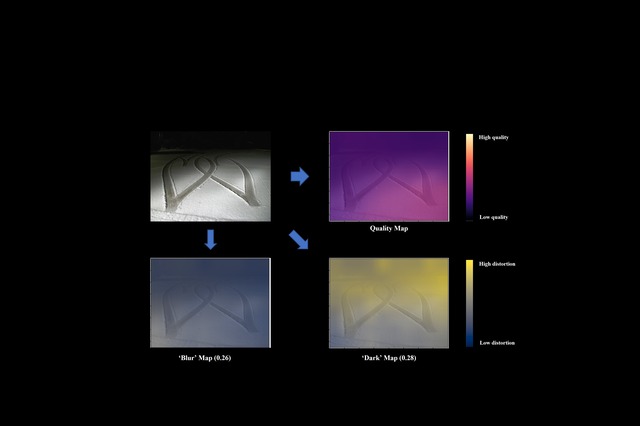 High quality
Low quality
Quality Map
High distortion
Low distortion
'Blur' Map (0.26)
'Dark' Map (0.28)